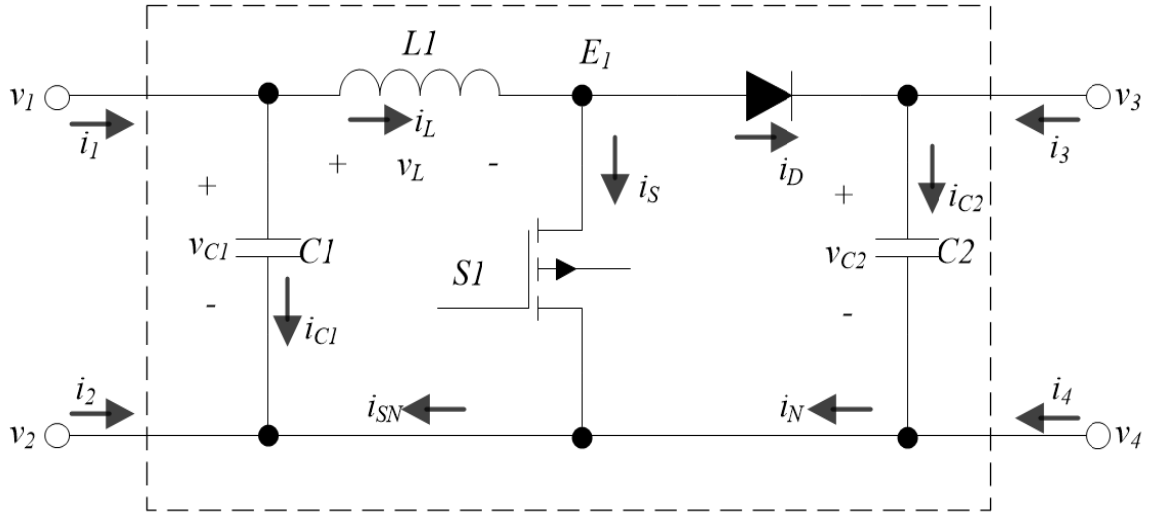 L1 E1
v1 v3
i1 iL i3
+ + vL - iD
iS + iC2
vC1 C1 vC2 C2
S1
- -
iC1
i2 iSN iN i4
v2 v4